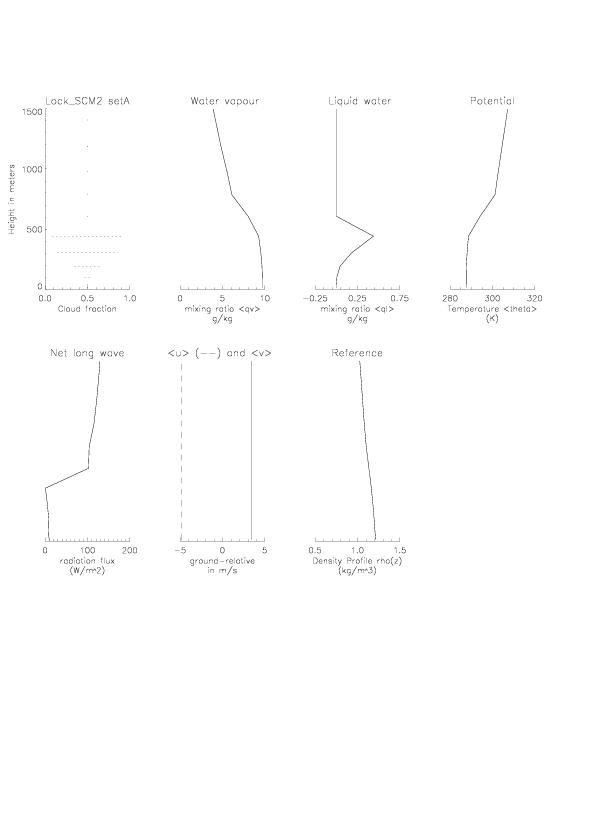 Lock_SCM2 setA
Water vapour
Liquid water
Potential
1500
1000
500
0
Height in meters
0.0 0.5 1.0
Cloud fraction
0 5 10
mixing ratio <qv>
g/kg
-0.25 0.25 0.75
mixing ratio <ql>
g/kg
280 300 320
Temperature <theta>
(K)
Net long wave
<u> (--) and <v>
Reference
0 100 200
radiation flux
(W/m^2)
-5 0 5
ground-relative
in m/s
0.5 1.0 1.5
Density Profile rho(z)
(kg/m^3)